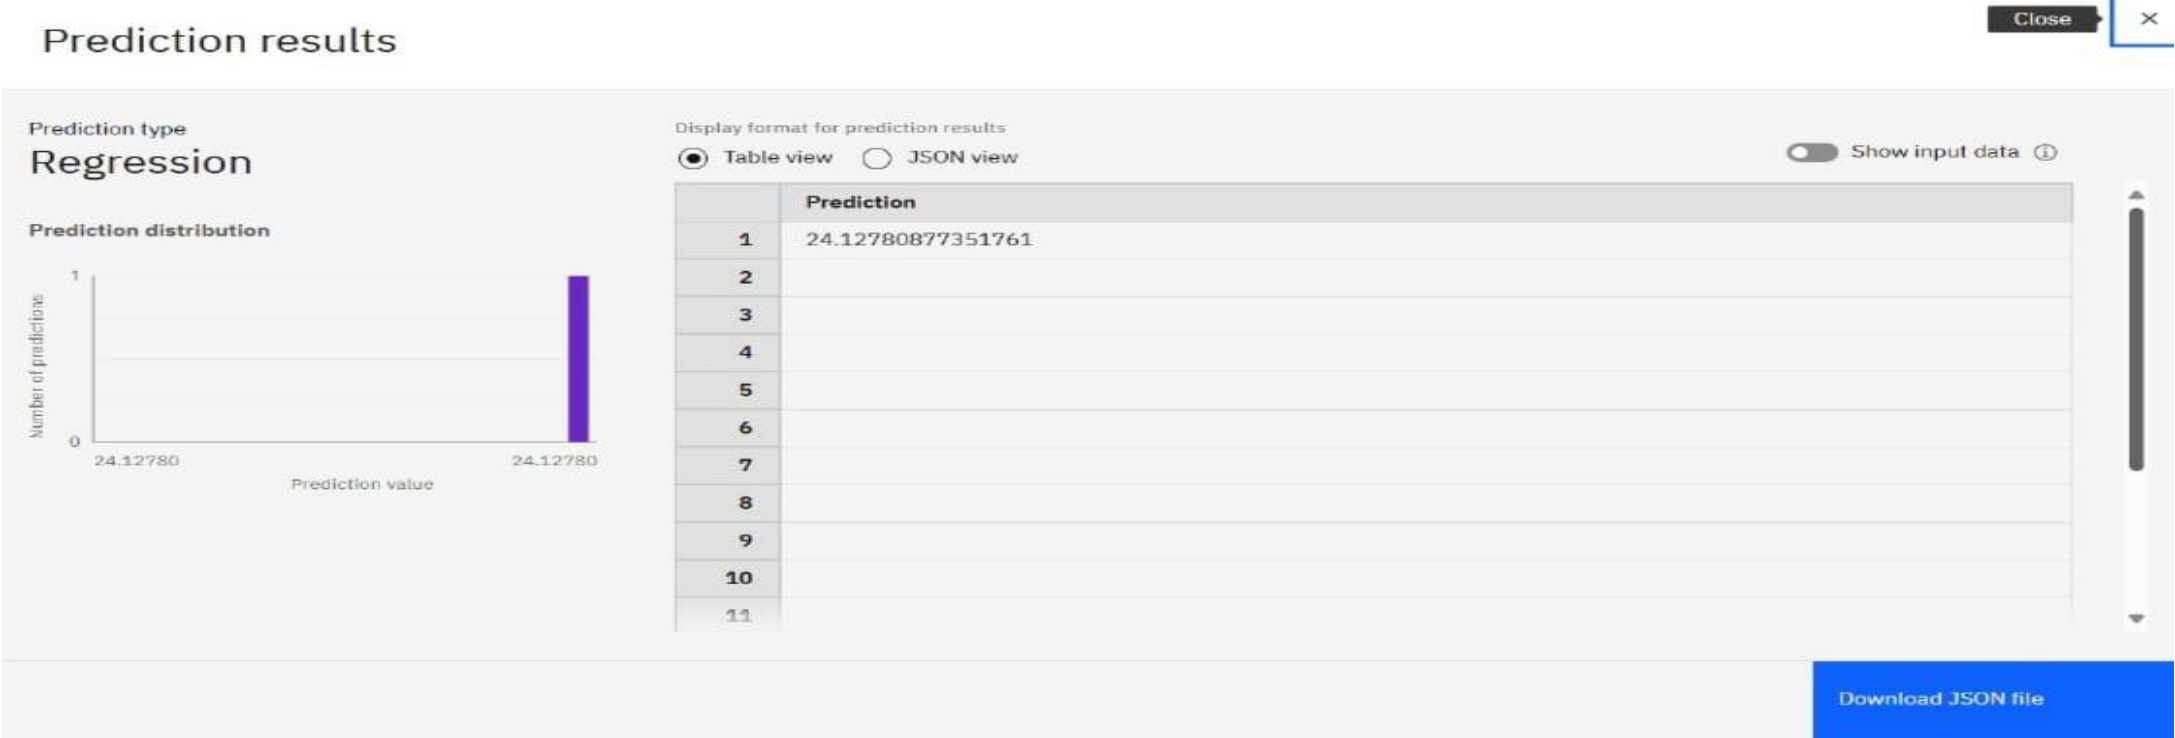 Close
Prediction results
Prediction type
Regression
Prediction distribution
1
0
Number of predictions
24.12780
24.12780
Prediction value
Display format for prediction results
Table view JSON view
Show input data
Prediction
1 24.12780877351761
2
3
4
5
6
7
8
9
10
11
Download JSON file